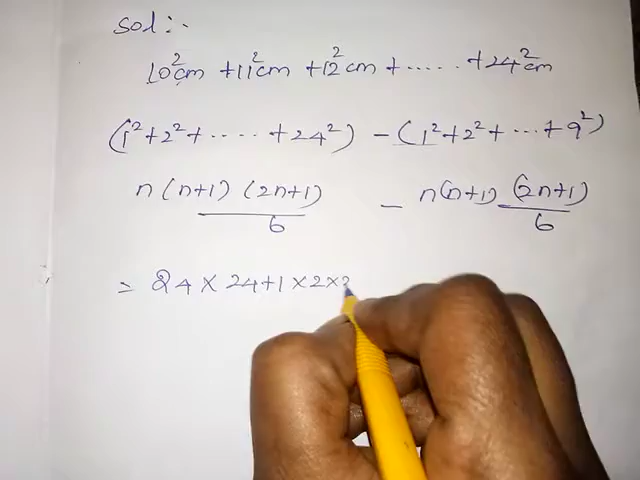 Sol:-
10²cm + 11²cm + 12²cm + ..... + 24²cm
(1² + 2² + .... + 24²) - (1² + 2² + ... + 9²)
n(n+1)(2n+1)/6 - n(n+1)(2n+1)/6
= 24 × 24+1 × 2×2